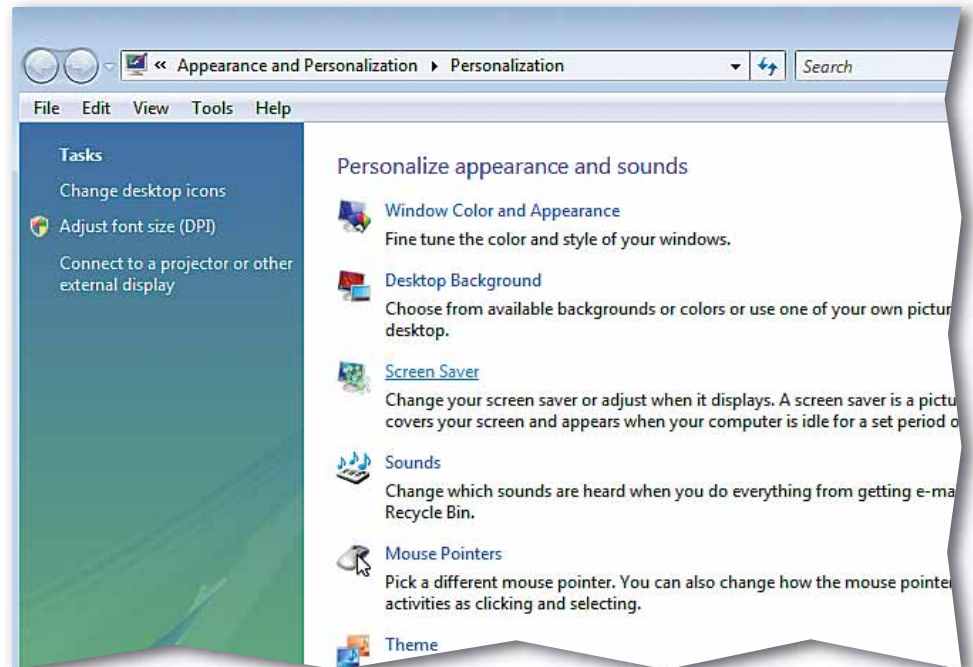 « Appearance and Personalization ▸ Personalization
Search
File Edit View Tools Help
Tasks
Change desktop icons
Adjust font size (DPI)
Connect to a projector or other
external display
Personalize appearance and sounds
Window Color and Appearance
Fine tune the color and style of your windows.
Desktop Background
Choose from available backgrounds or colors or use one of your own
desktop.
Screen Saver
Change your screen saver or adjust when it displays. A screen saver is a
covers your screen and appears when your computer is idle for a set period
Sounds
Change which sounds are heard when you do everything from getting
Recycle Bin.
Mouse Pointers
Pick a different mouse pointer. You can also change how the mouse pointer
activities as clicking and selecting.
Theme